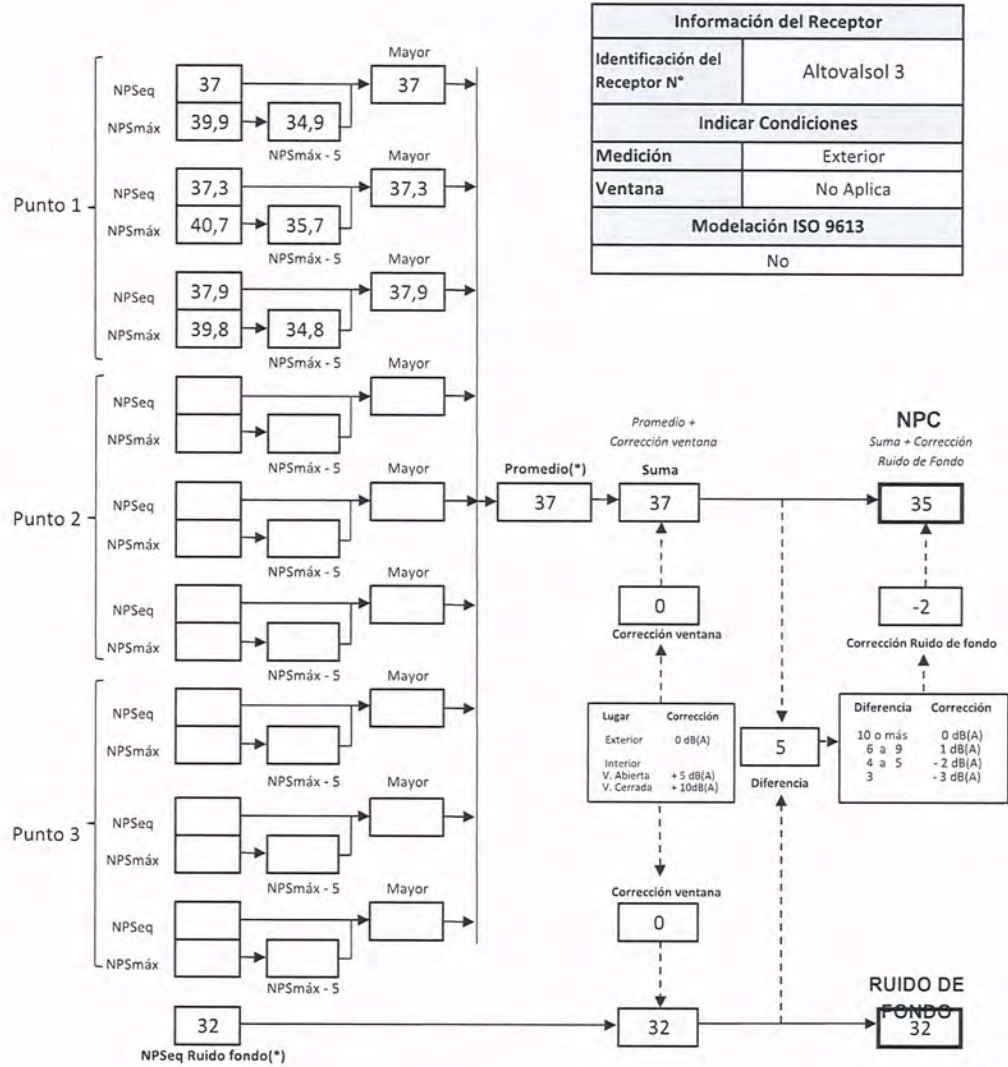 Información del Receptor
Identificación del Receptor N°
Altovalsol 3
Indicar Condiciones
Medición Exterior
Ventana No Aplica
Modelación ISO 9613
No
Punto 1
Mayor
NPSeq 37 37
NPSmáx 39,9 34,9
NPSmáx - 5
Mayor
NPSeq 37,3 37,3
NPSmáx 40,7 35,7
NPSmáx - 5
Mayor
NPSeq 37,9 37,9
NPSmáx 39,8 34,8
NPSmáx - 5
Punto 2
Mayor
NPSeq
NPSmáx
NPSmáx - 5
Mayor
NPSeq
NPSmáx
NPSmáx - 5
Mayor
NPSeq
NPSmáx
NPSmáx - 5
Punto 3
Mayor
NPSeq
NPSmáx
NPSmáx - 5
Mayor
NPSeq
NPSmáx
NPSmáx - 5
Mayor
NPSeq
NPSmáx
NPSmáx - 5
Promedio(*)
37
Promedio +
Corrección ventana
Suma
37
0
Corrección ventana
NPC
Suma + Corrección
Ruido de Fondo
35
-2
Corrección Ruido de fondo
Lugar Corrección
Exterior 0 dB(A)
Interior
V. Abierta + 5 dB(A)
V. Cerrada + 10dB(A)
5
Diferencia
Diferencia Corrección
10 o más 0 dB(A)
6 a 9 1 dB(A)
4 a 5 - 2 dB(A)
3 - 3 dB(A)
Corrección ventana
0
32
NPSeq Ruido fondo(*)
32
RUIDO DE
FONDO
32